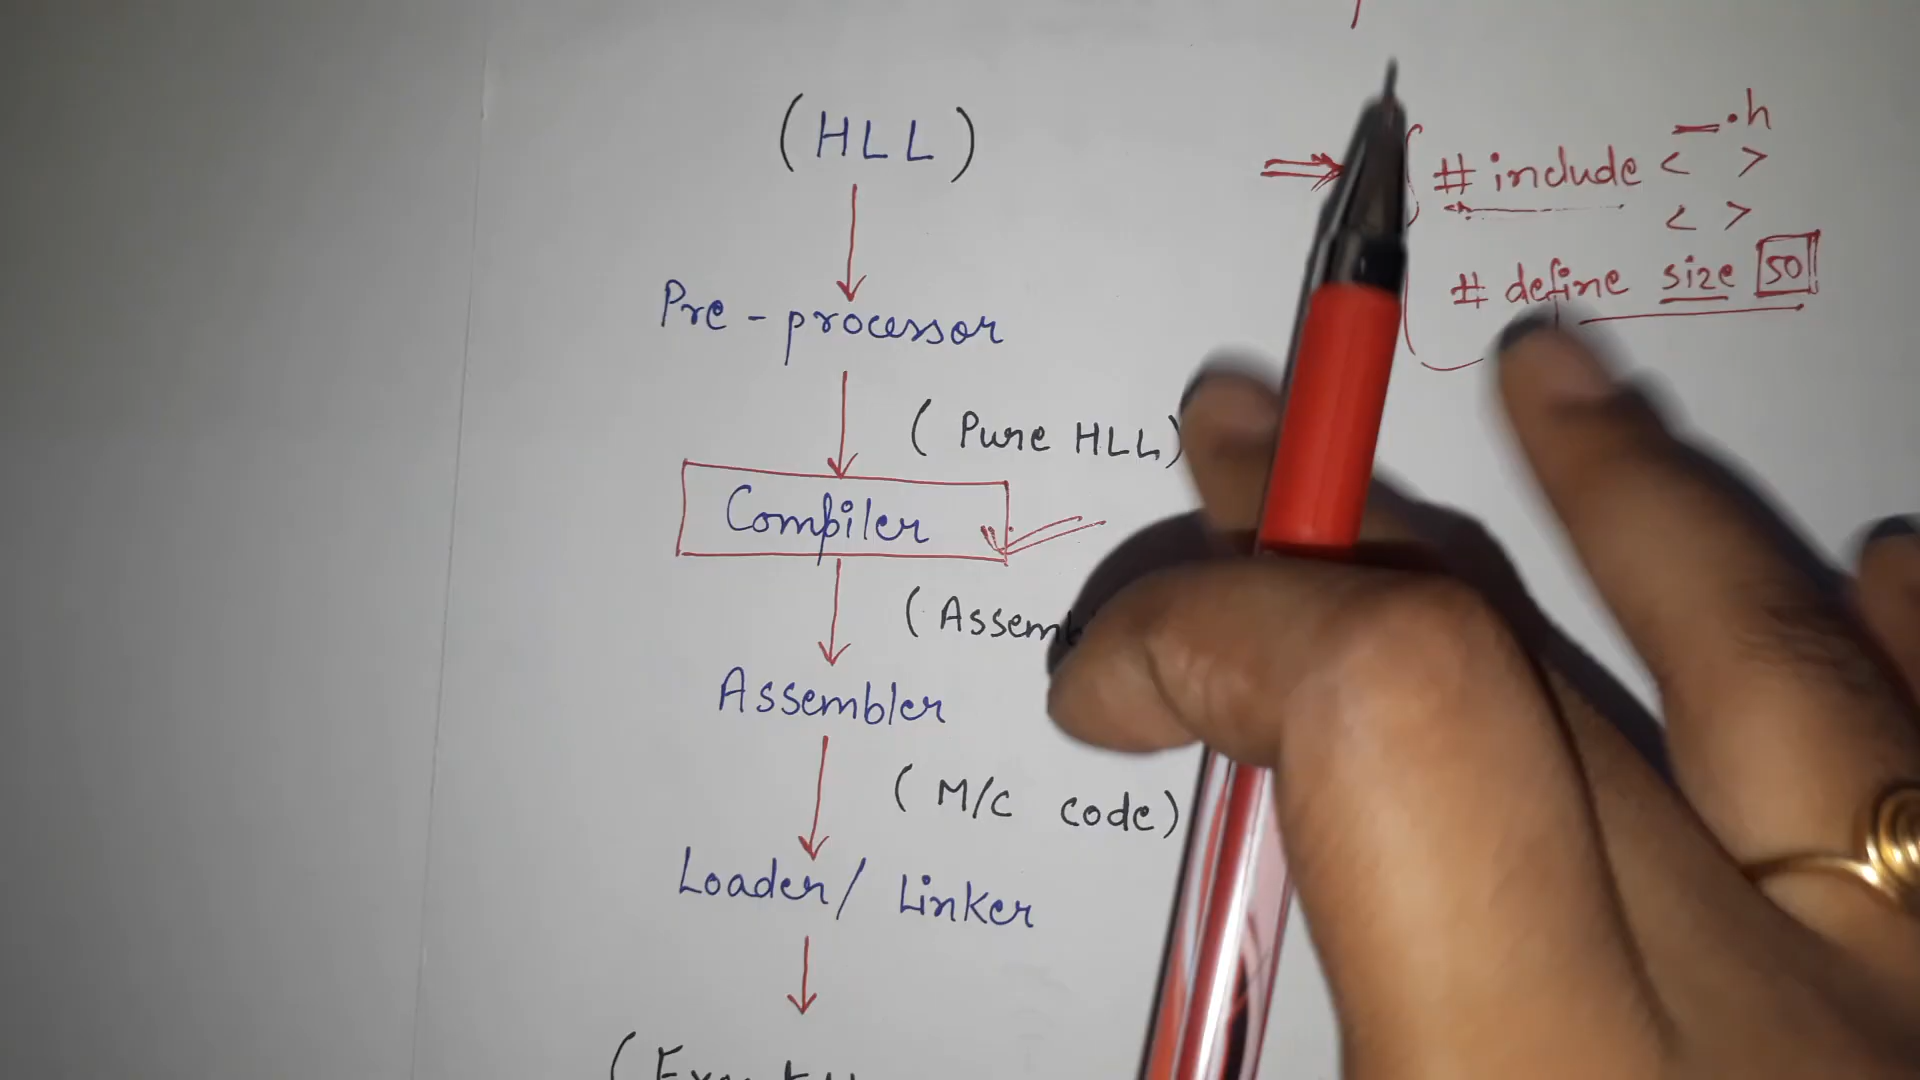 (HLL)
Pre-processor
(Pure HLL)
Compiler
Assembler
(M/C code)
Loader/Linker
_.h
#include < >
< >
#define size 50